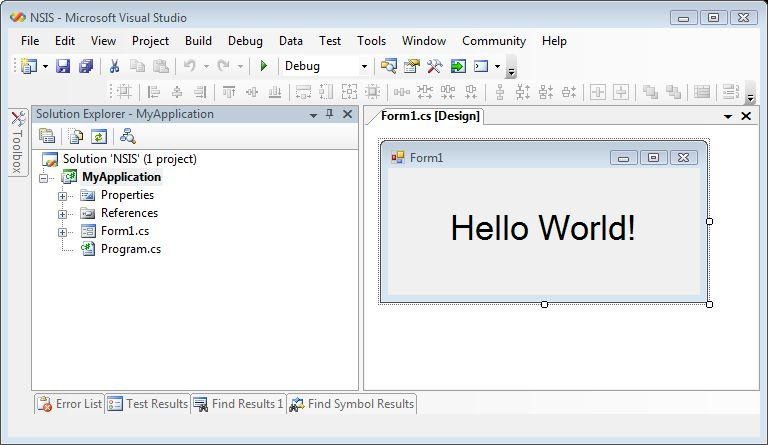 NSIS - Microsoft Visual Studio
File Edit View Project Build Debug Data Test Tools Window Community Help
Debug
Toolbox
Solution Explorer - MyApplication
Solution 'NSIS' (1 project)
MyApplication
Properties
References
Form1.cs
Program.cs
Form1.cs [Design]
Form1
Hello World!
Error List Test Results Find Results 1 Find Symbol Results